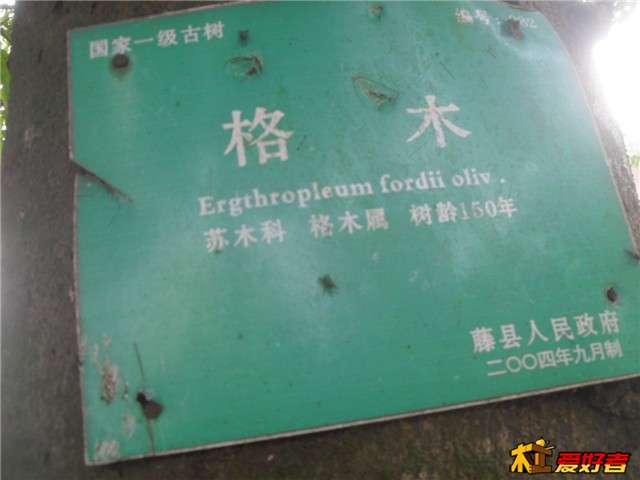 国家一级古树
编号:
格木
Ergthropleum fordii oliv.
苏木科 格木属 树龄150年
藤县人民政府
二〇〇四年九月制
爱好者